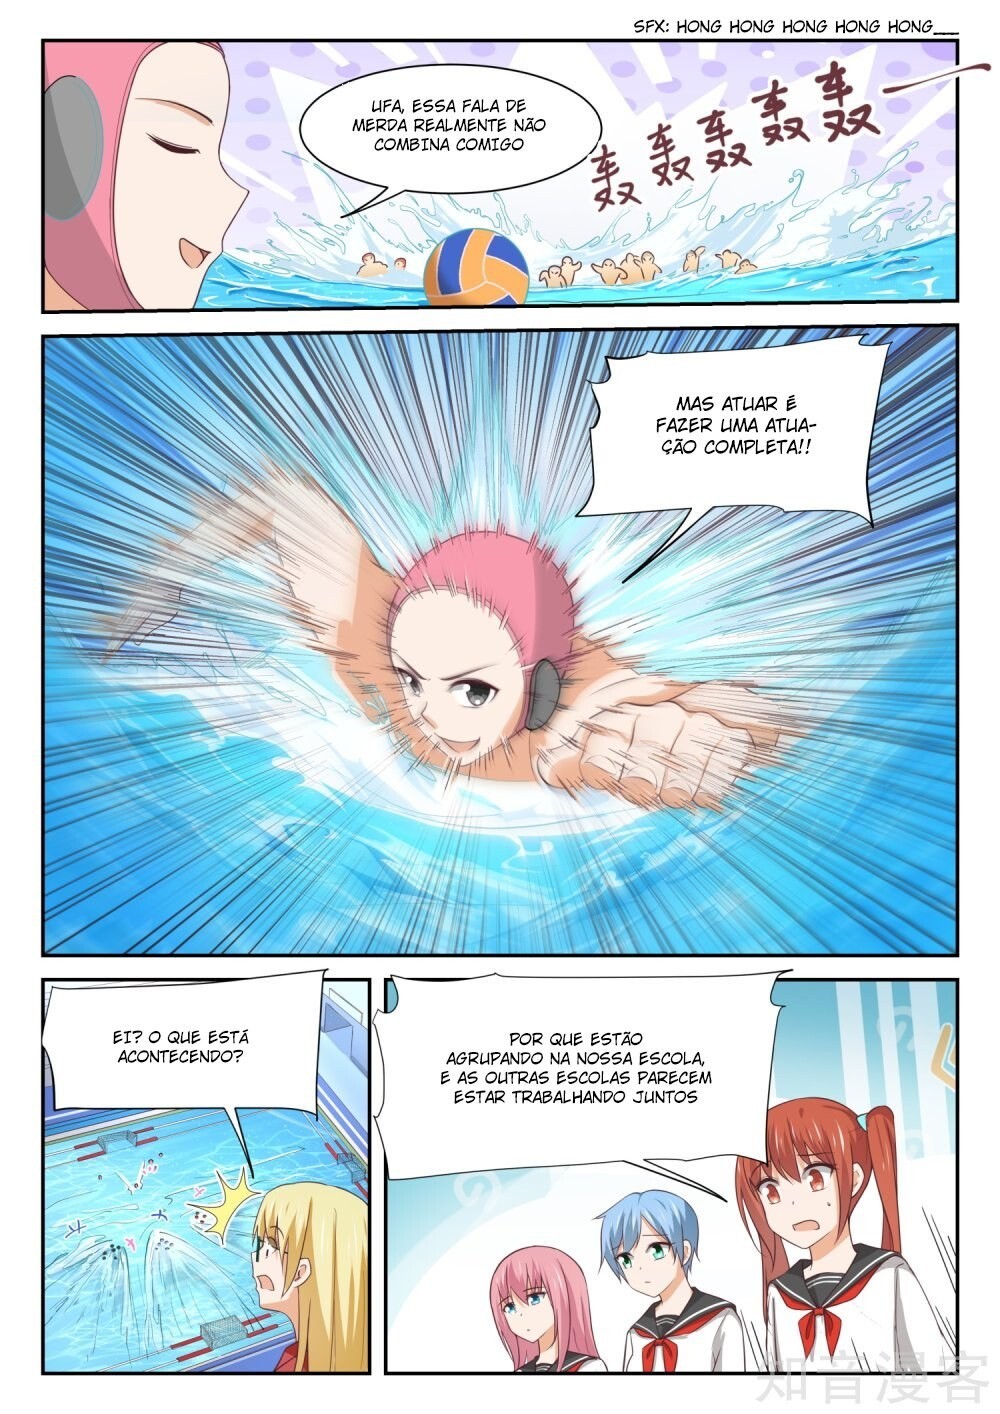 SFX: HONG HONG HONG HONG HONG___
UFA, ESSA FALA DE
MERDA REALMENTE NÃO
COMBINA COMIGO
轰轰轰轰轰——
MAS ATUAR É
FAZER UMA ATUA-
ÇÃO COMPLETA!!
EI? O QUE ESTÁ
ACONTECENDO?
POR QUE ESTÃO
AGRUPANDO NA NOSSA ESCOLA,
E AS OUTRAS ESCOLAS PARECEM
ESTAR TRABALHANDO JUNTOS
知音漫客